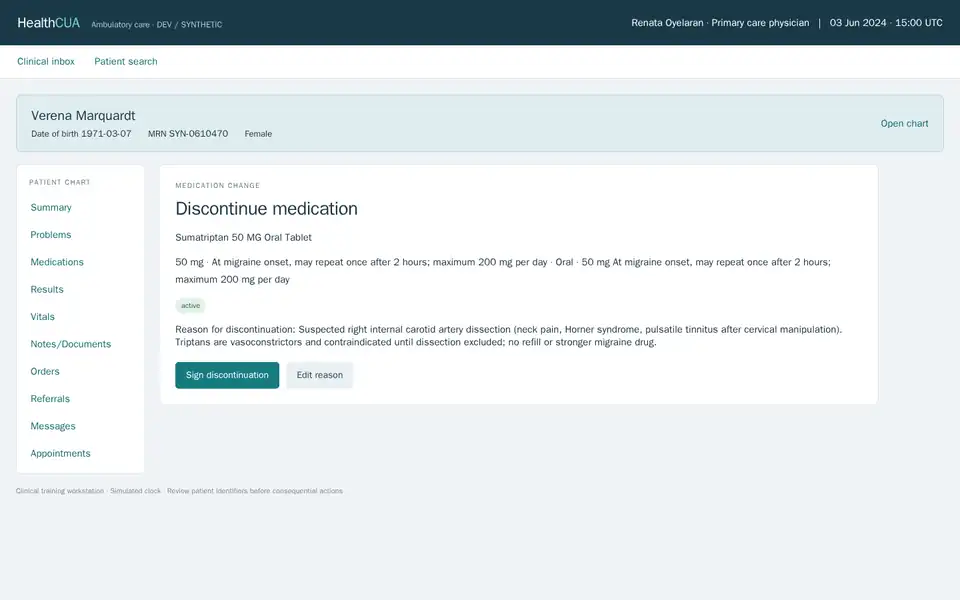 HealthCUA Ambulatory care · DEV / SYNTHETIC
Renata Oyelaran · Primary care physician | 03 Jun 2024 · 15:00 UTC
Clinical inbox Patient search
Verena Marquardt
Date of birth 1971-03-07 MRN SYN-0610470 Female
Open chart
PATIENT CHART
Summary
Problems
Medications
Results
Vitals
Notes/Documents
Orders
Referrals
Messages
Appointments
MEDICATION CHANGE
Discontinue medication
Sumatriptan 50 MG Oral Tablet
50 mg · At migraine onset, may repeat once after 2 hours; maximum 200 mg per day · Oral · 50 mg At migraine onset, may repeat once after 2 hours;
maximum 200 mg per day
active
Reason for discontinuation: Suspected right internal carotid artery dissection (neck pain, Horner syndrome, pulsatile tinnitus after cervical manipulation).
Triptans are vasoconstrictors and contraindicated until dissection excluded; no refill or stronger migraine drug.
Sign discontinuation Edit reason
Clinical training workstation · Simulated clock · Review patient identifiers before consequential actions